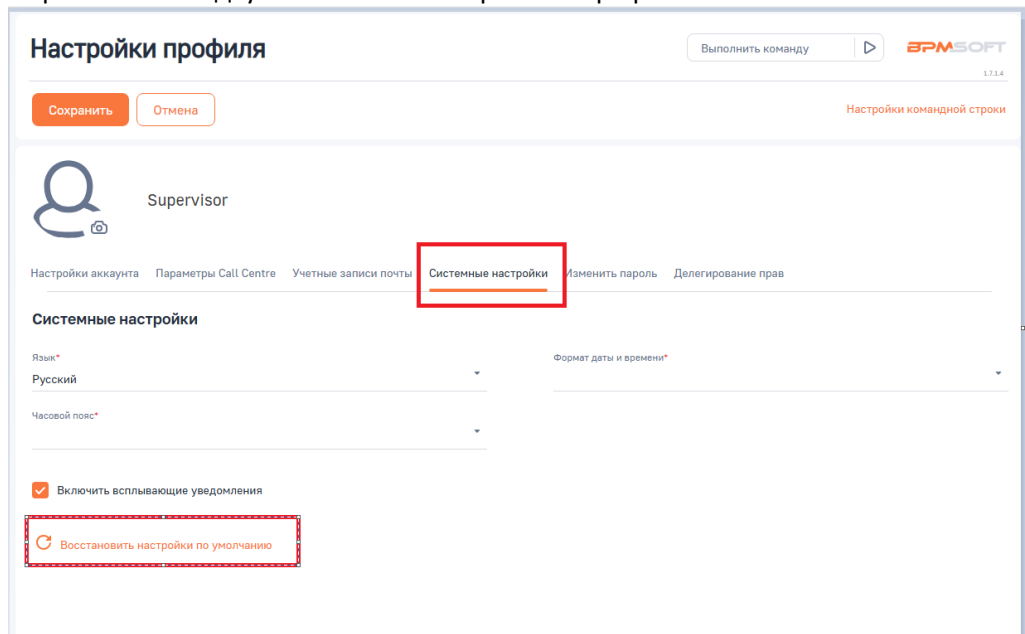 Настройки профиля
Выполнить команду
BPMSOFT
1.7.1.4
Сохранить Отмена
Настройки командной строки
Supervisor
Настройки аккаунта Параметры Call Centre Учетные записи почты Системные настройки Изменить пароль Делегирование прав
Системные настройки
Язык* Формат даты и времени*
Русский
Часовой пояс*
Включить всплывающие уведомления
Восстановить настройки по умолчанию